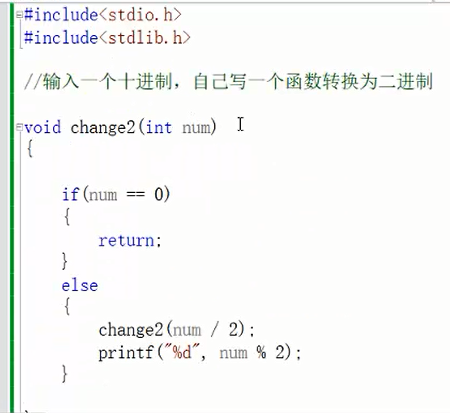 #include<stdio.h>
#include<stdlib.h>
//输入一个十进制，自己写一个函数转换为二进制
void change2(int num)
{
if(num == 0)
{
return;
}
else
{
change2(num / 2);
printf("%d", num % 2);
}